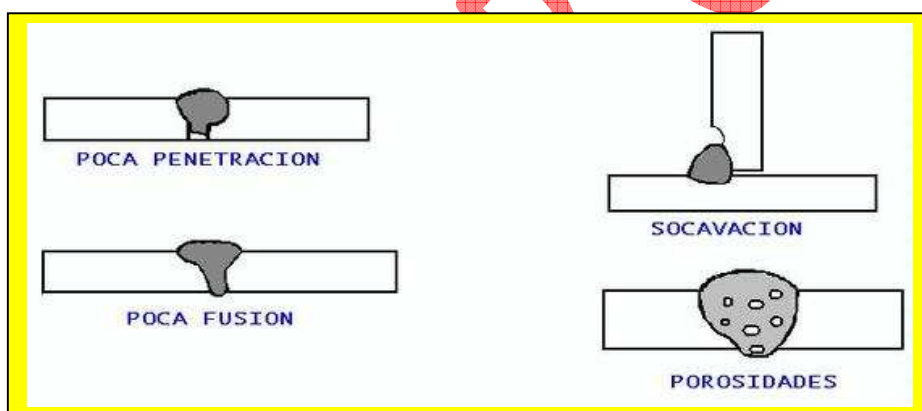 POCA PENETRACION
SOCAVACION
POCA FUSION
POROSIDADES